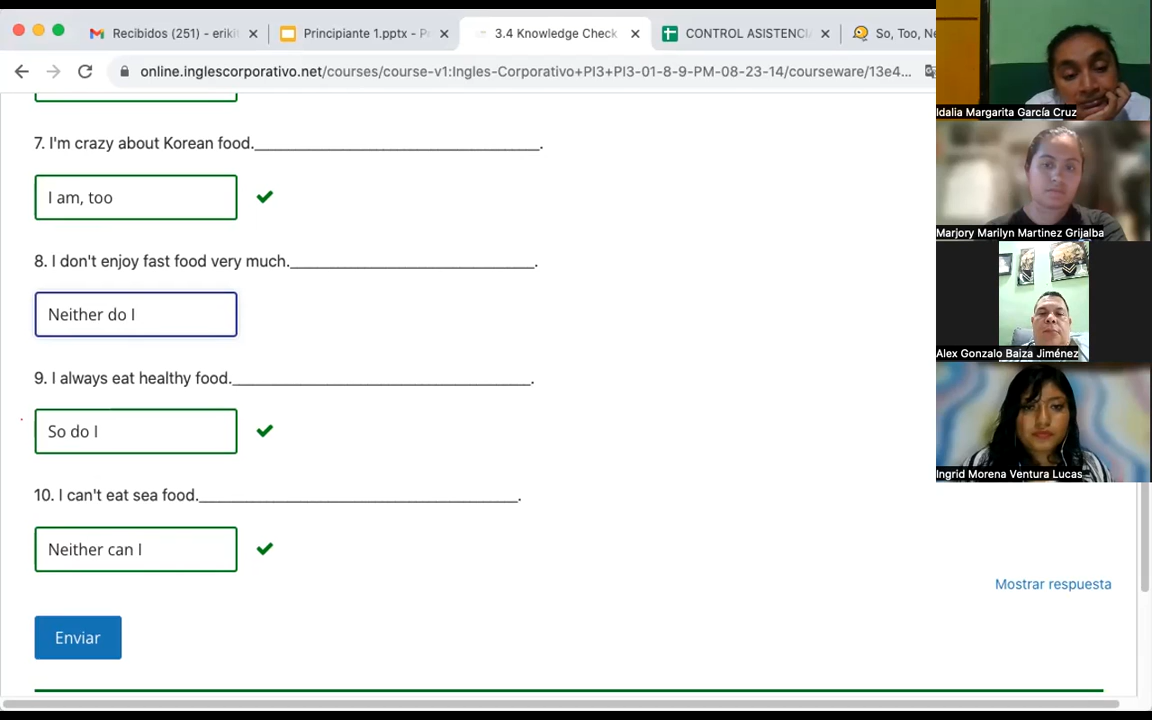 Recibidos (251) - eriki
Principiante 1.pptx - P
3.4 Knowledge Check
CONTROL ASISTENCI
So, Too, Ne
online.inglescorporativo.net/courses/course-v1:Ingles-Corporativo+PI3+PI3-01-8-9-PM-08-23-14/courseware/13e4...
Idalia Margarita García Cruz
7. I'm crazy about Korean food.____________________________________.
I am, too
Marjory Marilyn Martinez Grijalba
8. I don't enjoy fast food very much.______________________________.
Neither do I
Alex Gonzalo Baiza Jiménez
9. I always eat healthy food.____________________________________.
So do I
Ingrid Morena Ventura Lucas
10. I can't eat sea food._______________________________________.
Neither can I
Mostrar respuesta
Enviar